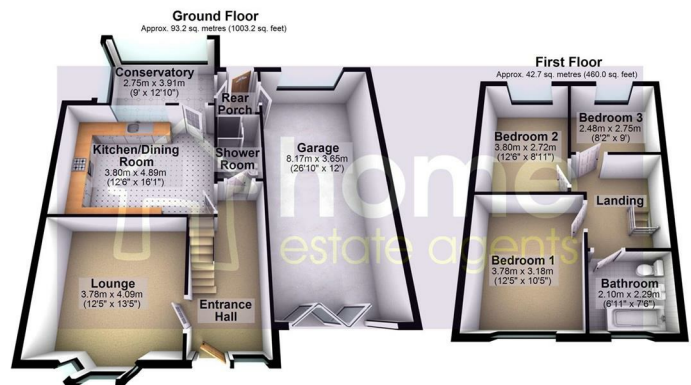 Ground Floor
Approx. 93.2 sq. metres (1003.2 sq. feet)
Conservatory
2.75m x 3.91m
(9' x 12'10")
Rear
Porch
Kitchen/Dining
Room
3.80m x 4.89m
(12'6" x 16'1")
Shower
Room
Garage
8.17m x 3.65m
(26'10" x 12')
Lounge
3.78m x 4.09m
(12'5" x 13'5")
Entrance
Hall
First Floor
Approx. 42.7 sq. metres (460.0 sq. feet)
Bedroom 2
3.80m x 2.72m
(12'6" x 8'11")
Bedroom 3
2.48m x 2.75m
(8'2" x 9')
Landing
Bedroom 1
3.78m x 3.18m
(12'5" x 10'5")
Bathroom
2.10m x 2.29m
(6'11" x 7'6")
home
estate agents